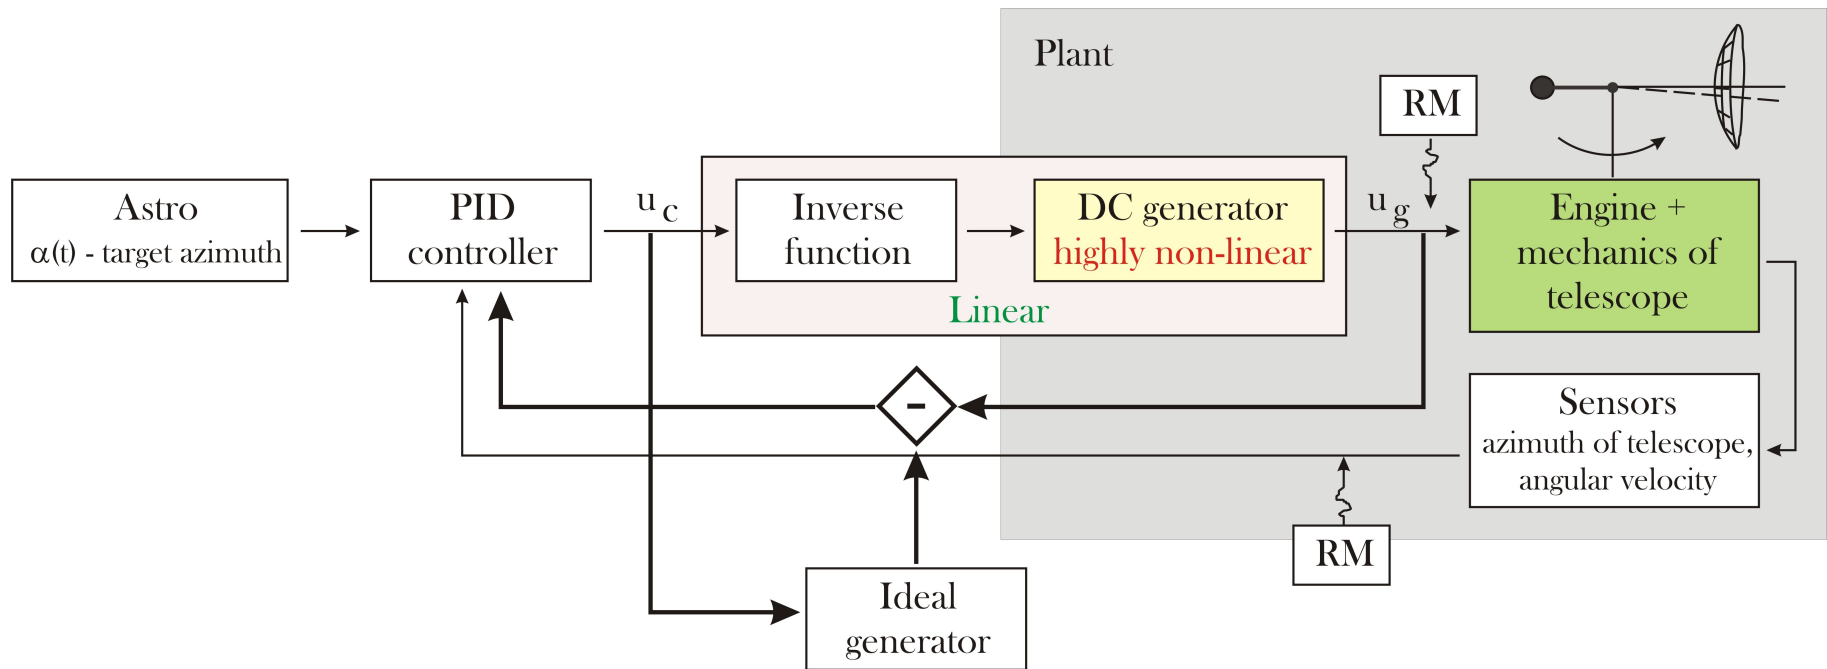 Plant
RM
Astro
α(t) - target azimuth
PID
controller
u c
Inverse
function
DC generator
highly non-linear
u g
Engine +
mechanics of
telescope
Linear
-
Sensors
azimuth of telescope,
angular velocity
RM
Ideal
generator